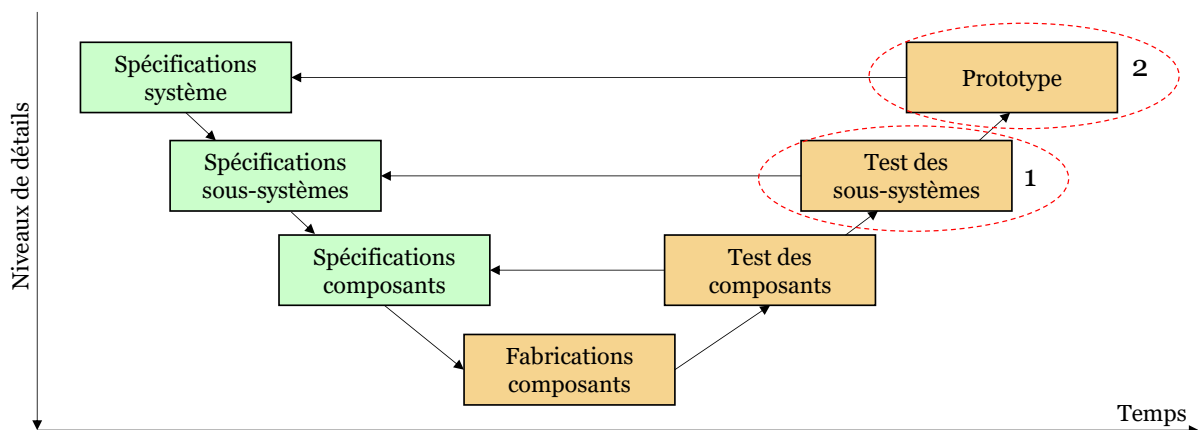 Spécifications
système
Prototype
2
Spécifications
sous-systèmes
Test des
sous-systèmes
1
Spécifications
composants
Test des
composants
Fabrications
composants
Niveaux de détails
Temps